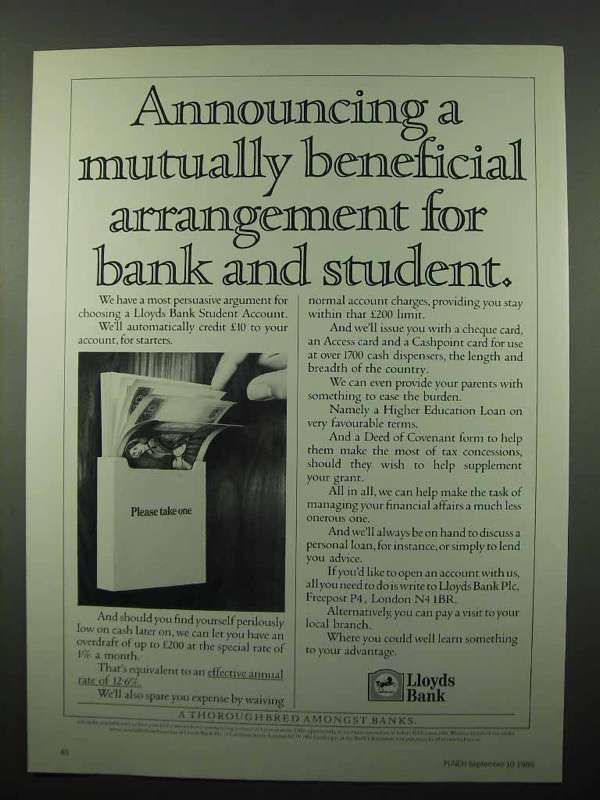 Announcing a
mutually beneficial
arrangement for
bank and student.
We have a most persuasive argument for
choosing a Lloyds Bank Student Account.
We'll automatically credit £10 to your
account, for starters.
Please take one
And should you find yourself perilously
low on cash later on, we can let you have an
overdraft of up to £200 at the special rate of
1% a month.
That's equivalent to an effective annual
rate of 12·6%.
We'll also spare you expense by waiving
normal account charges, providing you stay
within that £200 limit.
And we'll issue you with a cheque card,
an Access card and a Cashpoint card for use
at over 1700 cash dispensers, the length and
breadth of the country.
We can even provide your parents with
something to ease the burden.
Namely a Higher Education Loan on
very favourable terms.
And a Deed of Covenant form to help
them make the most of tax concessions,
should they wish to help supplement
your grant.
All in all, we can help make the task of
managing your financial affairs a much less
onerous one.
And we'll always be on hand to discuss a
personal loan, for instance, or simply to lend
you advice.
If you'd like to open an account with us,
all you need to do is write to Lloyds Bank Plc,
Freepost P4, London N4 1BR.
Alternatively, you can pay a visit to your
local branch.
Where you could well learn something
to your advantage.
Lloyds
Bank
A THOROUGHBRED AMONGST BANKS.
PUNCH September 10 1986